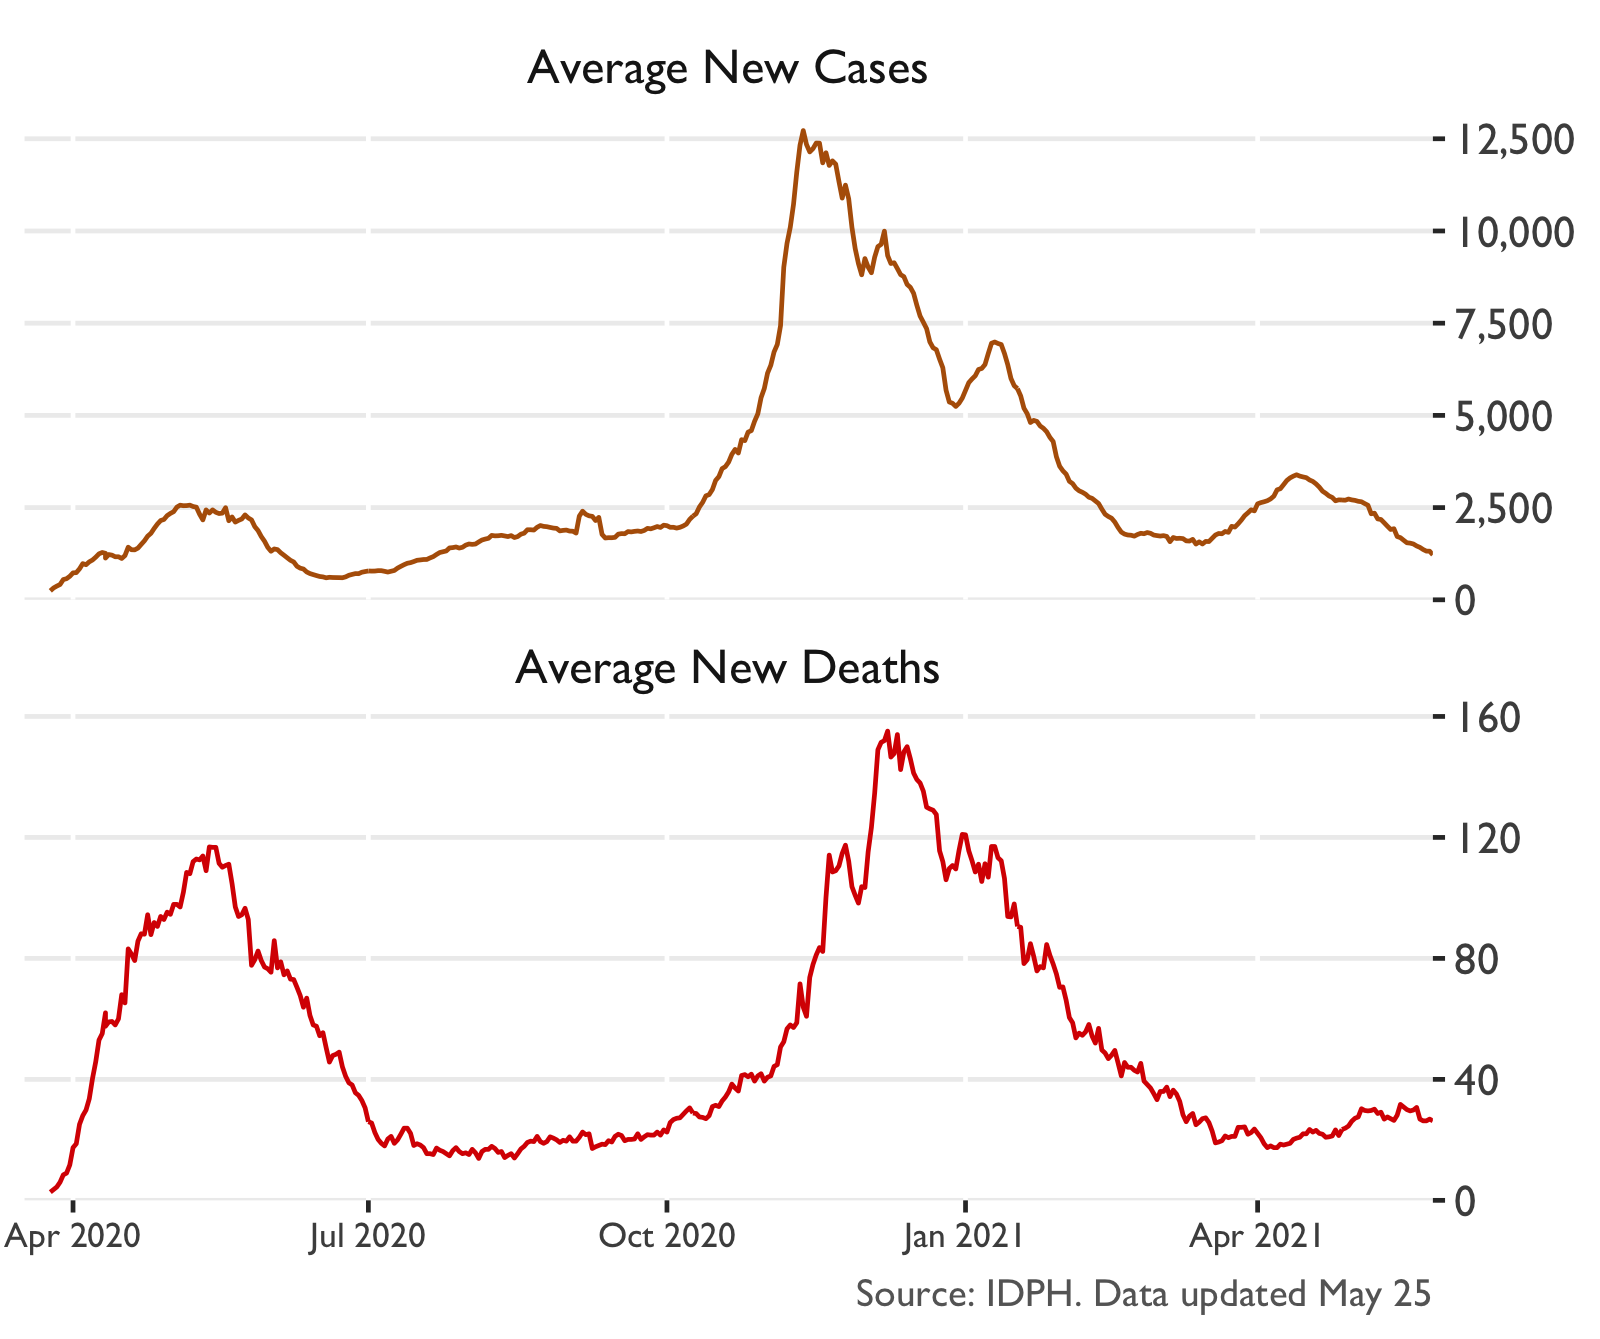 Average New Cases
12,500
10,000
7,500
5,000
2,500
0
Average New Deaths
160
120
80
40
0
Apr 2020 Jul 2020 Oct 2020 Jan 2021 Apr 2021
Source: IDPH. Data updated May 25